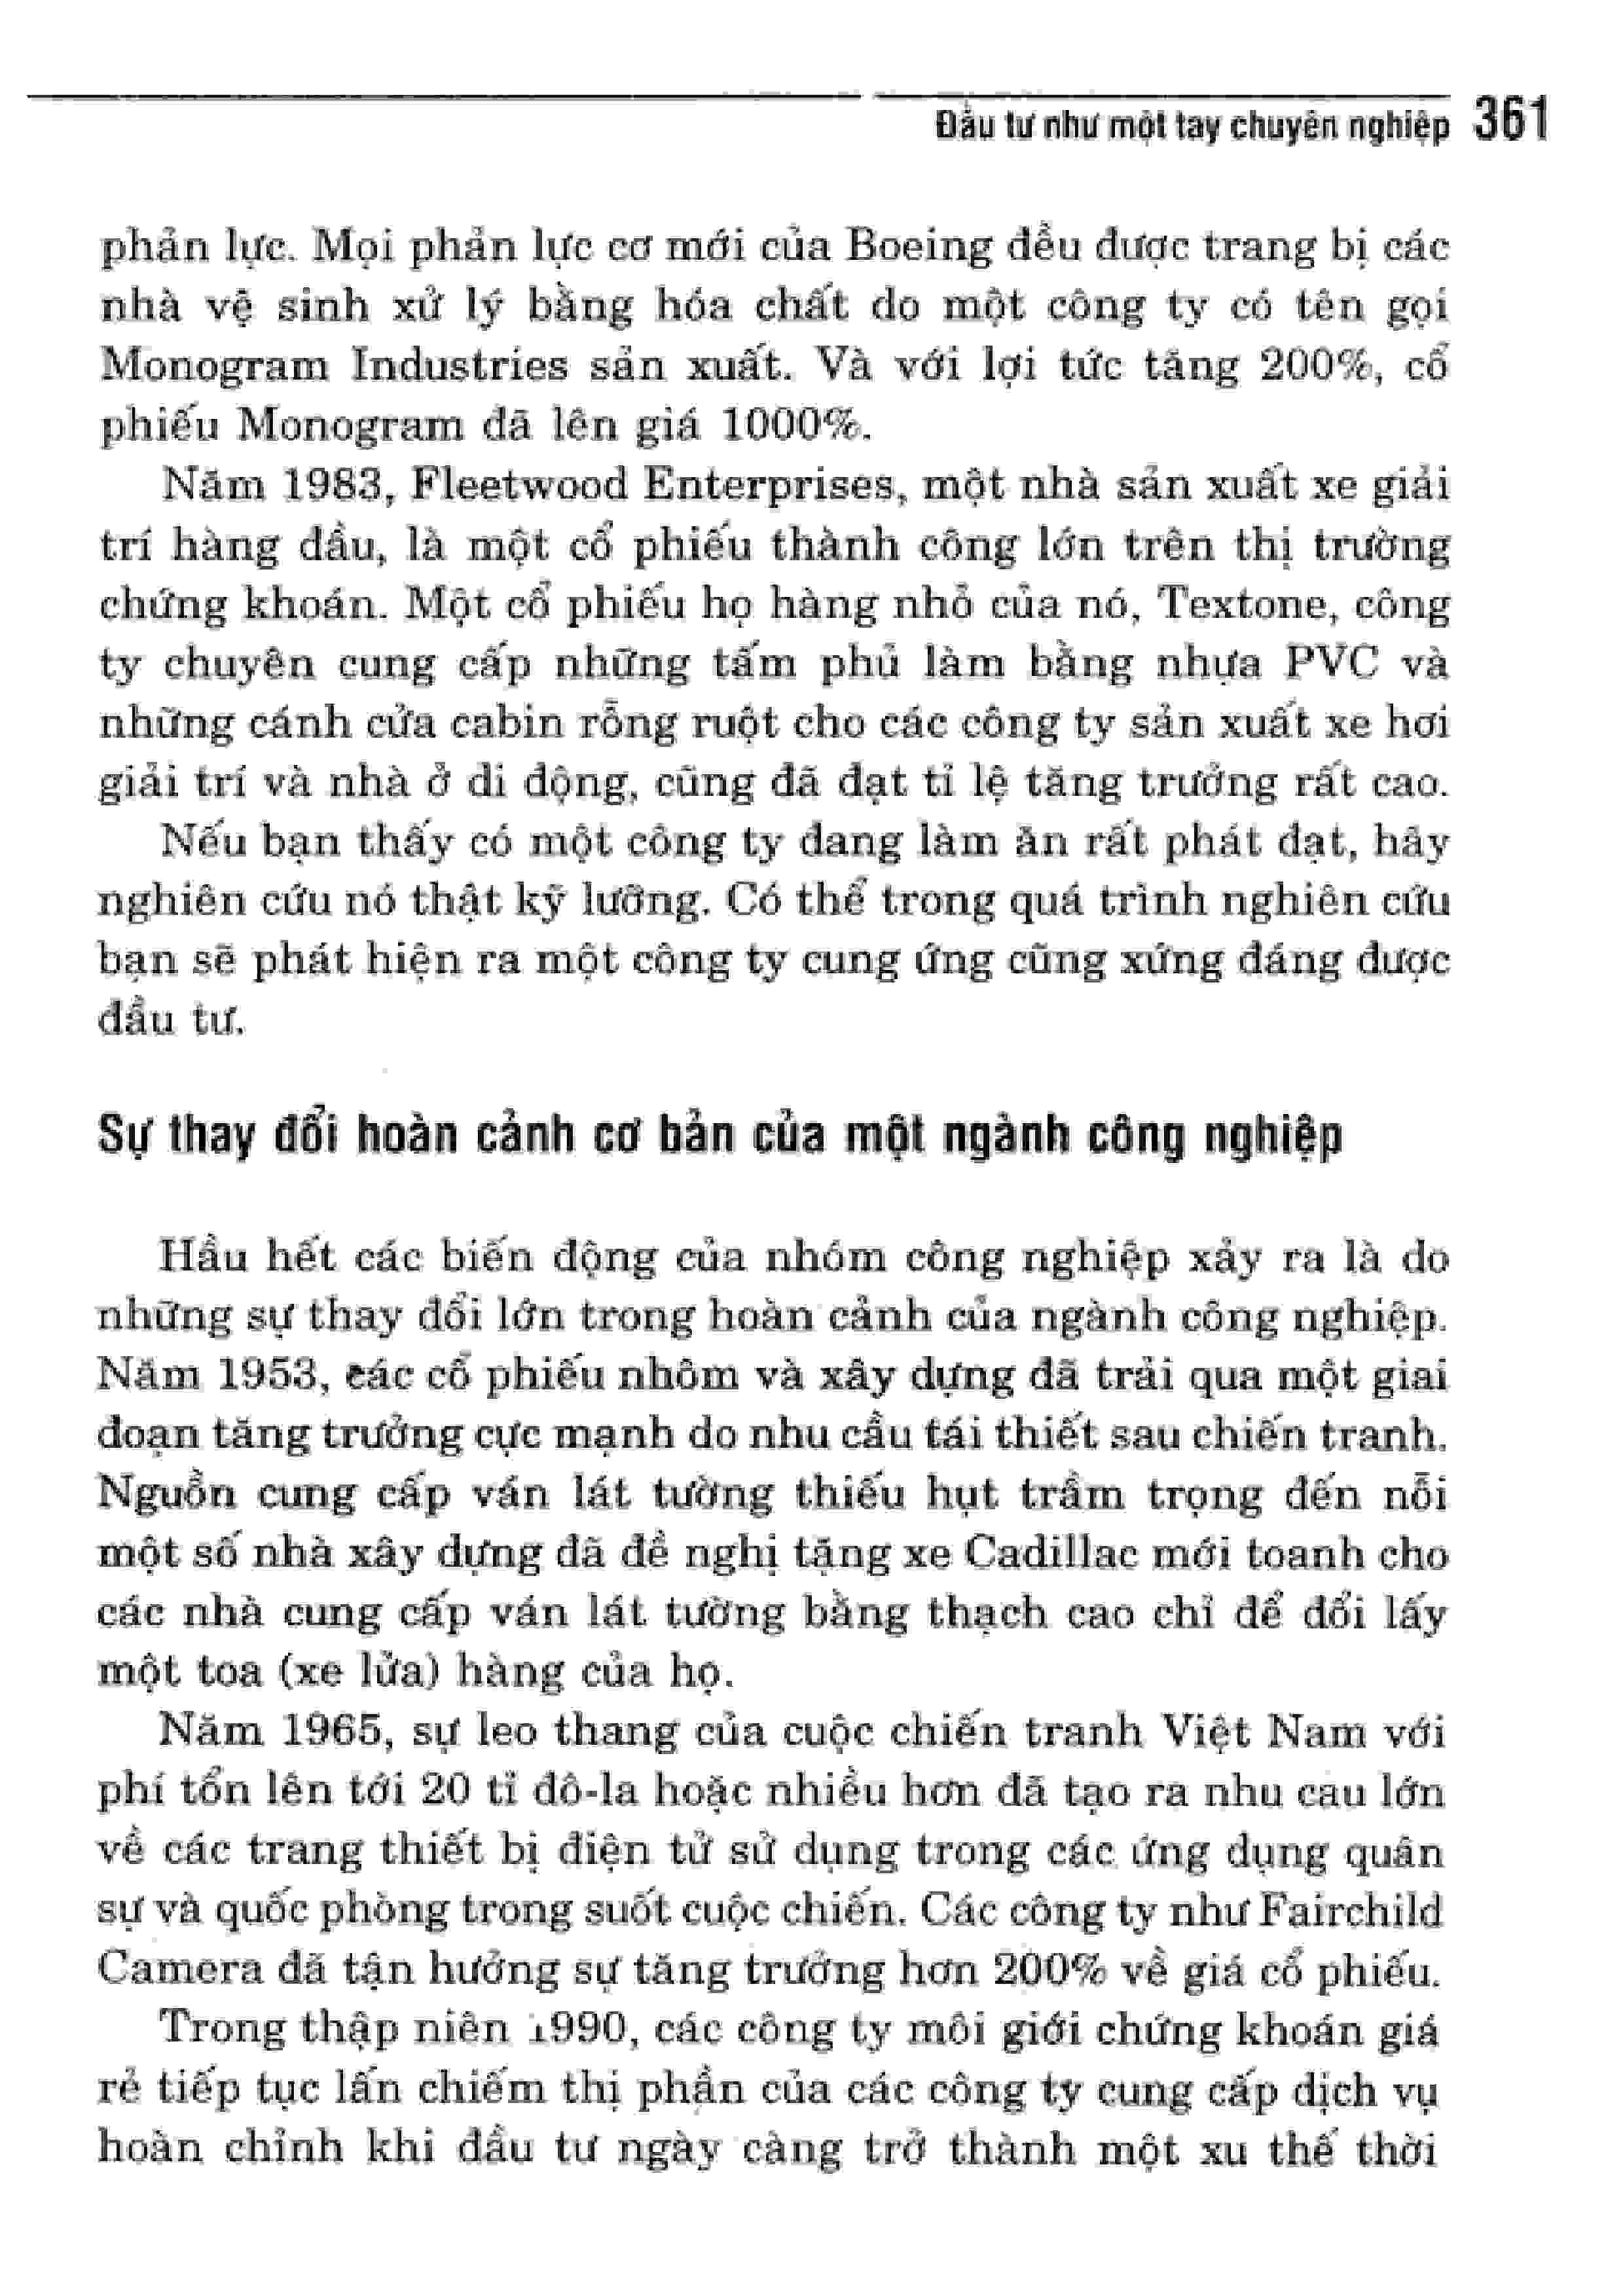 Đầu tư như một tay chuyên nghiệp 361
phản lực. Mọi phản lực cơ mới của Boeing đều được trang bị các
nhà vệ sinh xử lý bằng hóa chất do một công ty có tên gọi
Monogram Industries sản xuất. Và với lợi tức tăng 200%, cổ
phiếu Monogram đã lên giá 1000%.
Năm 1983, Fleetwood Enterprises, một nhà sản xuất xe giải
trí hàng đầu, là một cổ phiếu thành công lớn trên thị trường
chứng khoán. Một cổ phiếu họ hàng nhỏ của nó, Textone, công
ty chuyên cung cấp những tấm phủ làm bằng nhựa PVC và
những cánh cửa cabin rỗng ruột cho các công ty sản xuất xe hơi
giải trí và nhà ở di động, cũng đã đạt tỉ lệ tăng trưởng rất cao.
Nếu bạn thấy có một công ty đang làm ăn rất phát đạt, hãy
nghiên cứu nó thật kỹ lưỡng. Có thể trong quá trình nghiên cứu
bạn sẽ phát hiện ra một công ty cung ứng cũng xứng đáng được
đầu tư.
Sự thay đổi hoàn cảnh cơ bản của một ngành công nghiệp
Hầu hết các biến động của nhóm công nghiệp xảy ra là do
những sự thay đổi lớn trong hoàn cảnh của ngành công nghiệp.
Năm 1953, các cổ phiếu nhôm và xây dựng đã trải qua một giai
đoạn tăng trưởng cực mạnh do nhu cầu tái thiết sau chiến tranh.
Nguồn cung cấp ván lát tường thiếu hụt trầm trọng đến nỗi
một số nhà xây dựng đã đề nghị tặng xe Cadillac mới toanh cho
các nhà cung cấp ván lát tường bằng thạch cao chỉ để đổi lấy
một toa (xe lửa) hàng của họ.
Năm 1965, sự leo thang của cuộc chiến tranh Việt Nam với
phí tổn lên tới 20 tỉ đô-la hoặc nhiều hơn đã tạo ra nhu cau lớn
về các trang thiết bị điện tử sử dụng trong các ứng dụng quân
sự và quốc phòng trong suốt cuộc chiến. Các công ty như Fairchild
Camera đã tận hưởng sự tăng trưởng hơn 200% về giá cổ phiếu.
Trong thập niên 1990, các công ty môi giới chứng khoán giá
rẻ tiếp tục lấn chiếm thị phần của các công ty cung cấp dịch vụ
hoàn chỉnh khi đầu tư ngày càng trở thành một xu thế thời